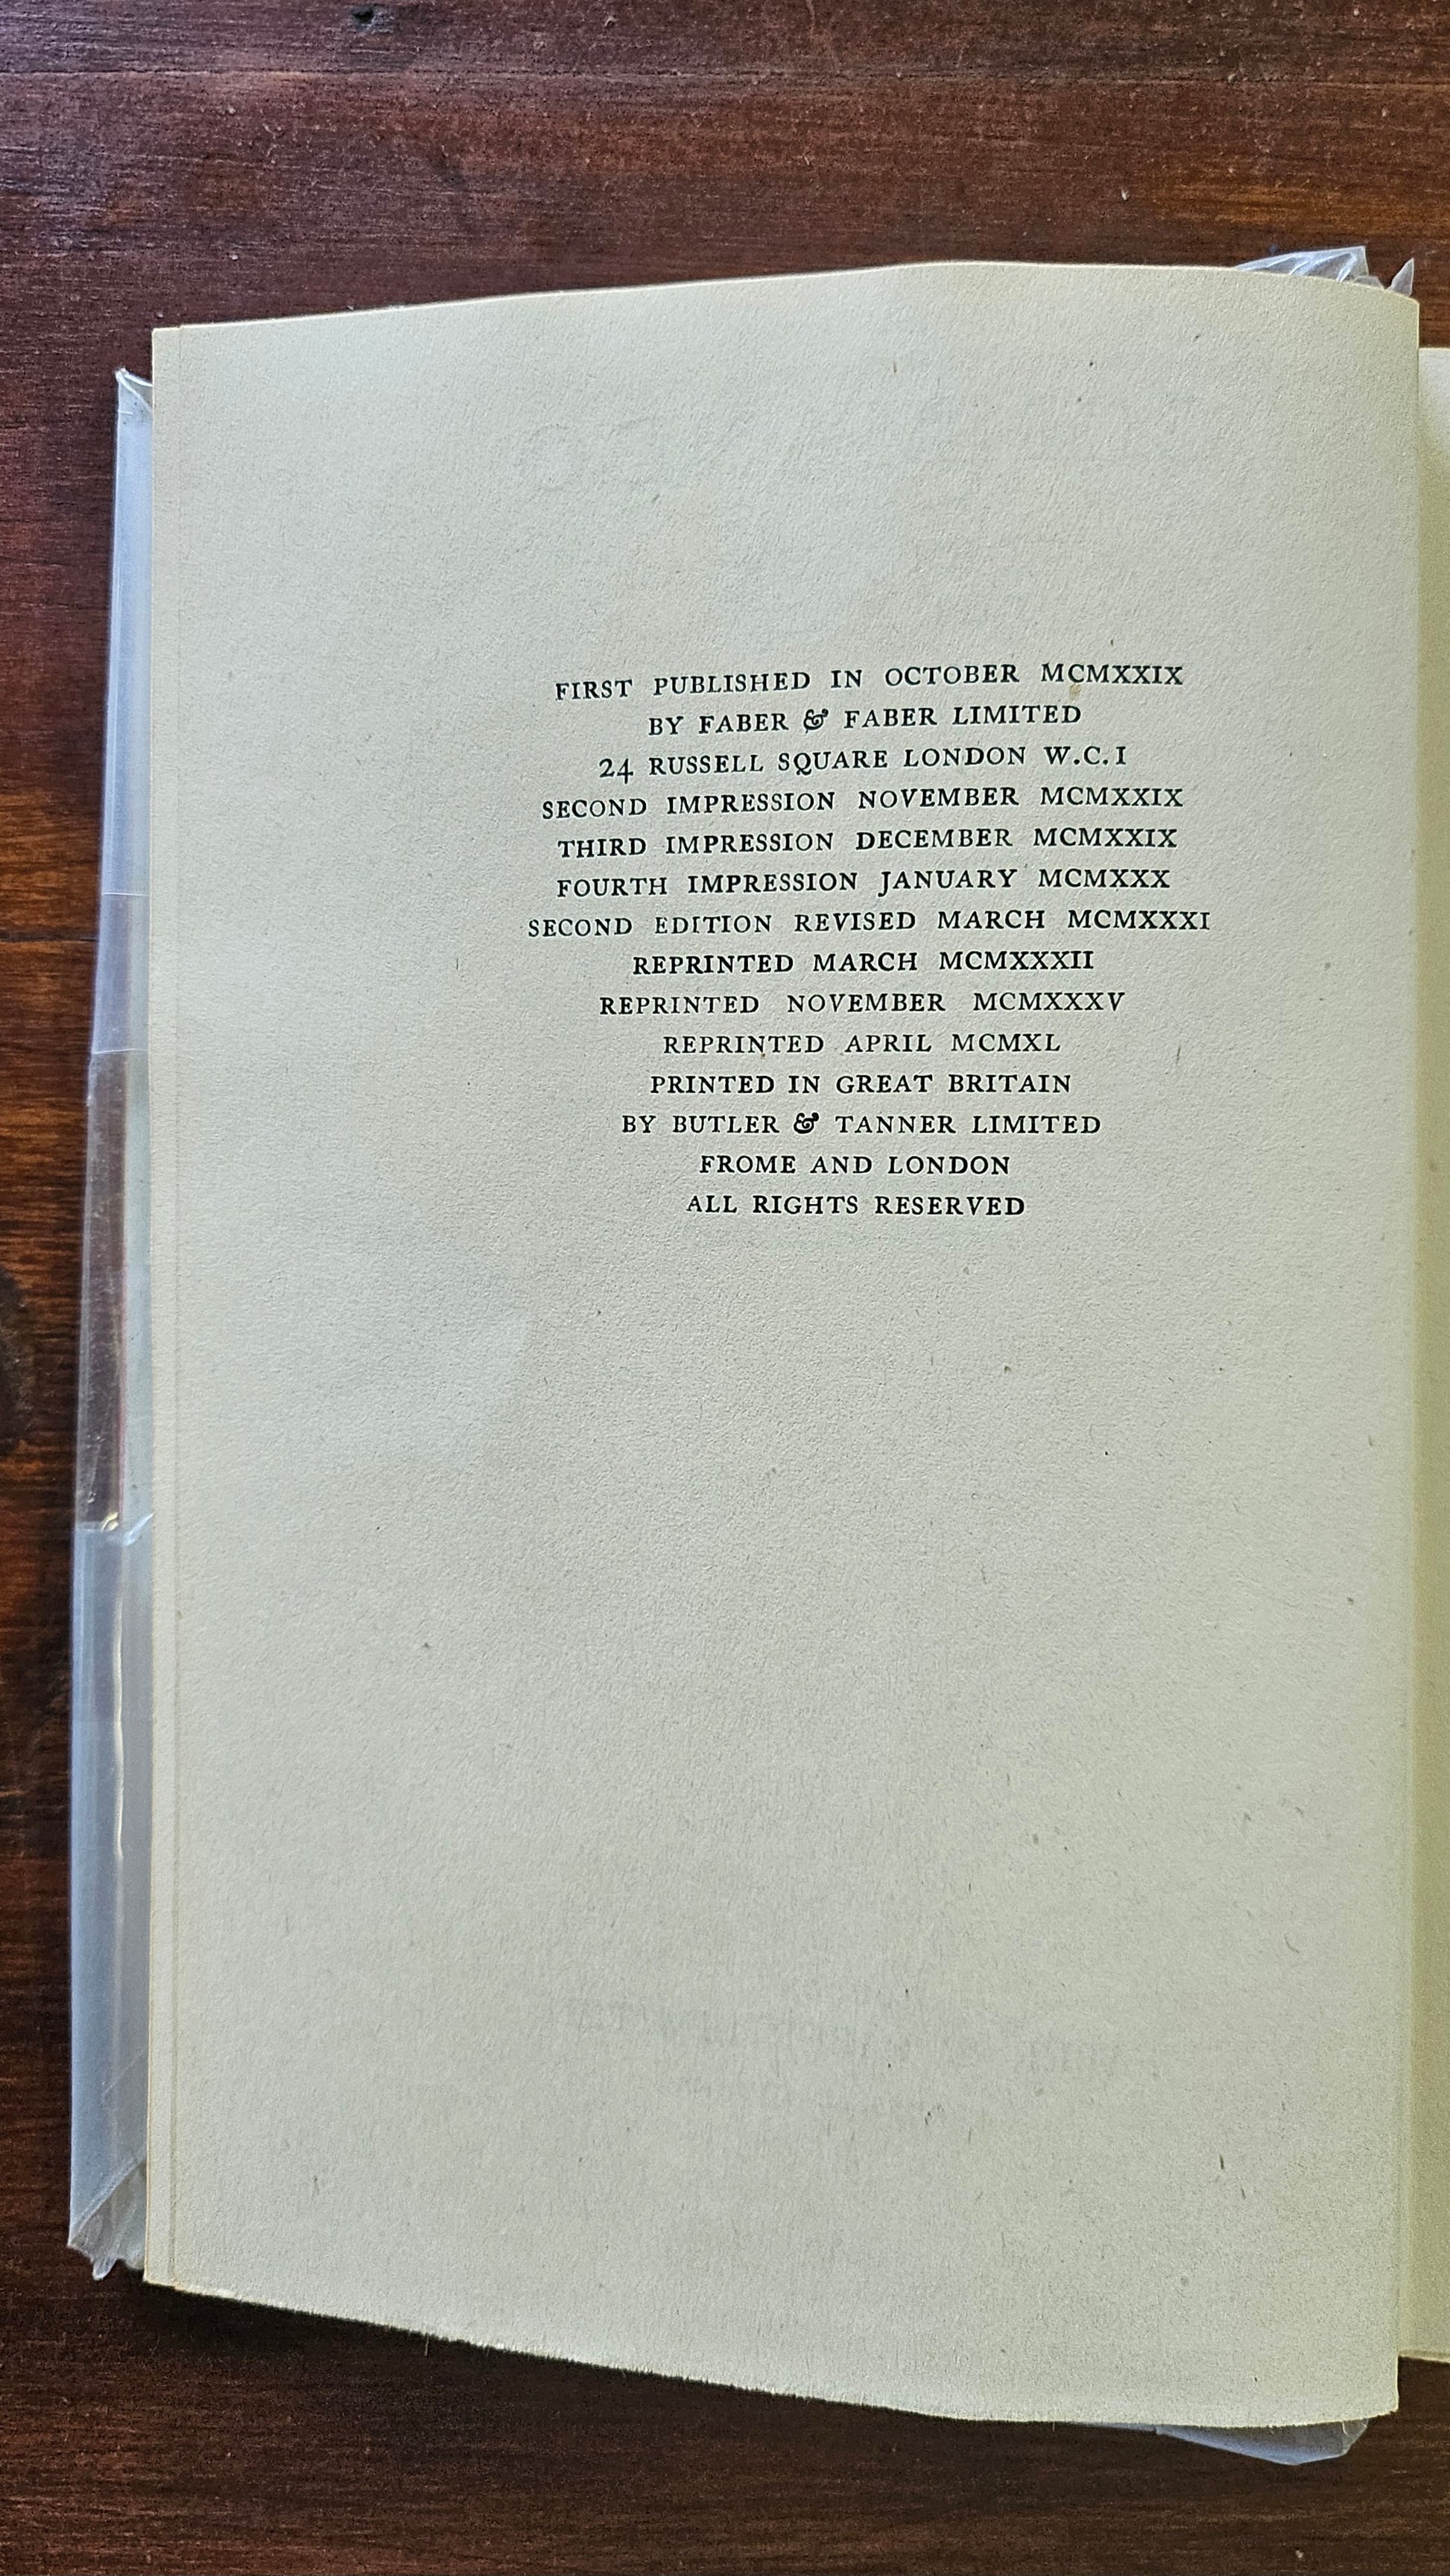 FIRST PUBLISHED IN OCTOBER MCMXXIX
BY FABER & FABER LIMITED
24 RUSSELL SQUARE LONDON W.C.1
SECOND IMPRESSION NOVEMBER MCMXXIX
THIRD IMPRESSION DECEMBER MCMXXIX
FOURTH IMPRESSION JANUARY MCMXXX
SECOND EDITION REVISED MARCH MCMXXXI
REPRINTED MARCH MCMXXXII
REPRINTED NOVEMBER MCMXXXV
REPRINTED APRIL MCMXL
PRINTED IN GREAT BRITAIN
BY BUTLER & TANNER LIMITED
FROME AND LONDON
ALL RIGHTS RESERVED